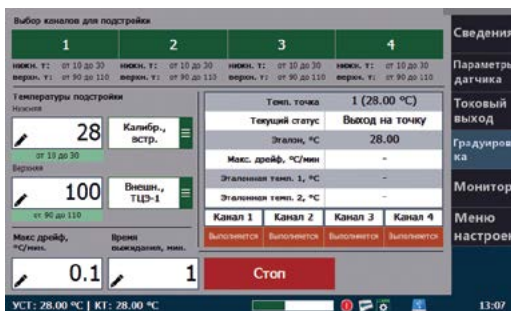 Выбор каналов для подстройки
1 2 3 4
нижн. т: от 10 до 30 нижн. т: от 10 до 30 нижн. т: от 10 до 30 нижн. т: от 10 до 30
верхн. т: от 90 до 110 верхн. т: от 90 до 110 верхн. т: от 90 до 110 верхн. т: от 90 до 110
Температуры подстройки
Нижняя
28
Калибр., встр.
от 10 до 30
Верхняя
100
Внешн., ТЦЭ-1
от 90 до 110
Макс дрейф, °С/мин.
0.1
Время выжидания, мин.
1
Темп. точка 1 (28.00 °C)
Текущий статус Выход на точку
Эталон, °C 28.00
Макс. дрейф, °C/мин -
Эталонная темп. 1, °C -
Эталонная темп. 2, °C -
Канал 1 Канал 2 Канал 3 Канал 4
Выполняется Выполняется Выполняется Выполняется
Стоп
Сведения
Параметры
датчика
Токовый
выход
Градуиров
ка
Монитор
Меню
настроек
УСТ: 28.00 °C | КТ: 28.00 °C
13:07